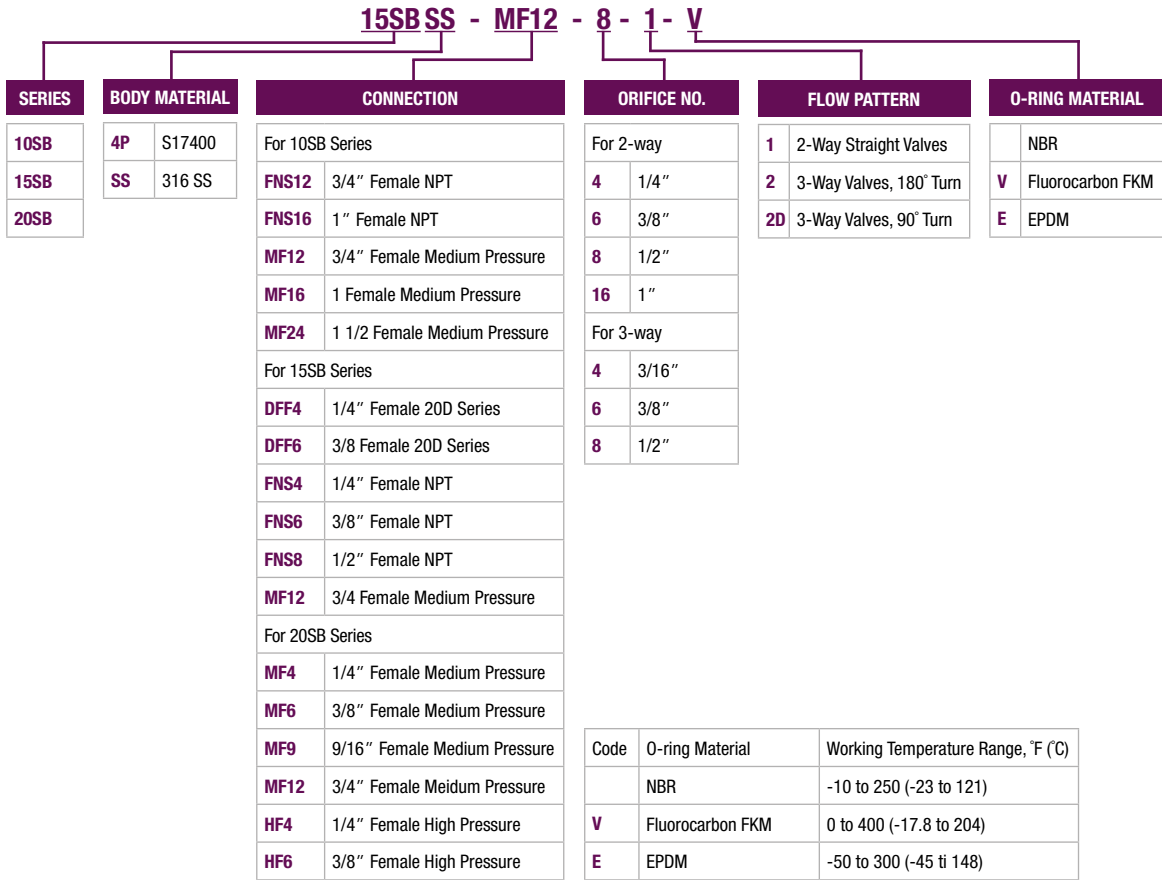 15SB SS - MF12 - 8 - 1 - V
SERIES
10SB
15SB
20SB
BODY MATERIAL
4P S17400
SS 316 SS
CONNECTION
For 10SB Series
FNS12 3/4″ Female NPT
FNS16 1″ Female NPT
MF12 3/4″ Female Medium Pressure
MF16 1 Female Medium Pressure
MF24 1 1/2 Female Medium Pressure
For 15SB Series
DFF4 1/4″ Female 20D Series
DFF6 3/8 Female 20D Series
FNS4 1/4″ Female NPT
FNS6 3/8″ Female NPT
FNS8 1/2″ Female NPT
MF12 3/4 Female Medium Pressure
For 20SB Series
MF4 1/4″ Female Medium Pressure
MF6 3/8″ Female Medium Pressure
MF9 9/16″ Female Medium Pressure
MF12 3/4″ Female Meidum Pressure
HF4 1/4″ Female High Pressure
HF6 3/8″ Female High Pressure
ORIFICE NO.
For 2-way
4 1/4″
6 3/8″
8 1/2″
16 1″
For 3-way
4 3/16″
6 3/8″
8 1/2″
FLOW PATTERN
1 2-Way Straight Valves
2 3-Way Valves, 180° Turn
2D 3-Way Valves, 90° Turn
O-RING MATERIAL
NBR
V Fluorocarbon FKM
E EPDM
Code O-ring Material Working Temperature Range, °F (°C)
NBR -10 to 250 (-23 to 121)
V Fluorocarbon FKM 0 to 400 (-17.8 to 204)
E EPDM -50 to 300 (-45 ti 148)